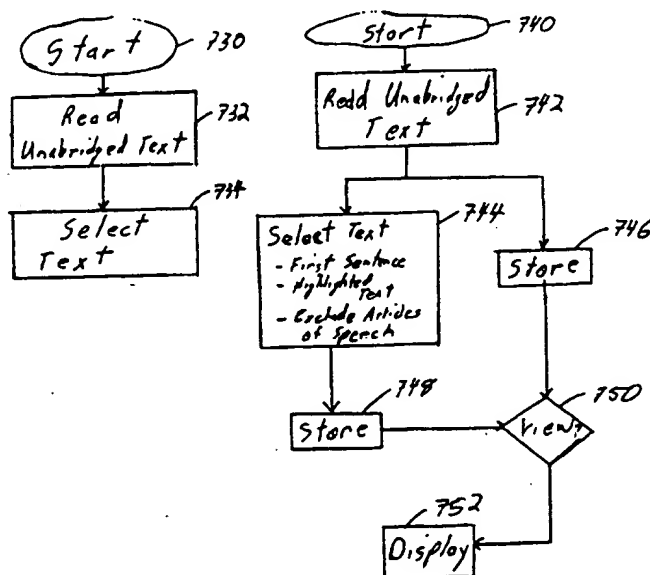 Start
730
Read
Unabridged Text
732
Select
Text
734
Start
740
Read Unabridged
Text
742
Select Text
- First Sentence
- Highlighted
Text
- Exclude Articles
of Speech
744
Store
746
Store
748
View?
750
Display
752